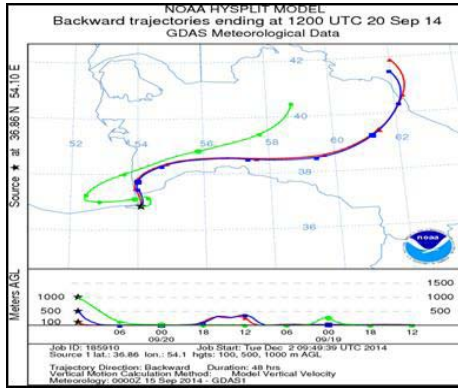 NOAA HYSPLIT MODEL
Backward trajectories ending at 1200 UTC 20 Sep 14
GDAS Meteorological Data
Source ★ at 36.86 N 54.10 E
52 54 56 58 60 62
42
40
38
36
noaa
Meters AGL
1500
1000 1000
500 500
100
06 00 18 12 06 00 18 12
09/20 09/19
Job ID: 185910 Job Start: Tue Dec 2 09:49:39 UTC 2014
Source 1 lat.: 36.86 lon.: 54.1 hgts: 100, 500, 1000 m AGL
Trajectory Direction: Backward Duration: 48 hrs
Vertical Motion Calculation Method: Model Vertical Velocity
Meteorology: 0000Z 15 Sep 2014 - GDAS1